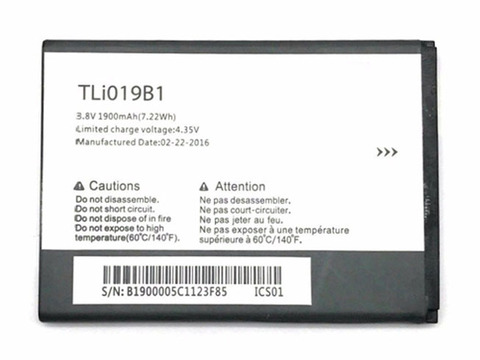 TLi019B1
3.8V 1900mAh(7.22Wh)
Limited charge voltage:4.35V
Manufactured Date:02-22-2016
>>>
Cautions
Do not disassemble.
Do not short circuit.
Do not dispose of in fire
Do not expose to high
temperature(60℃/140℉)
Attention
Ne pas desassembler.
Ne pas court-circuiter.
Ne pas jeter au feu.
Ne pas exposer à une température
supérieure à 60℃/140℉.
S/N: B1900005C1123F85 ICS01